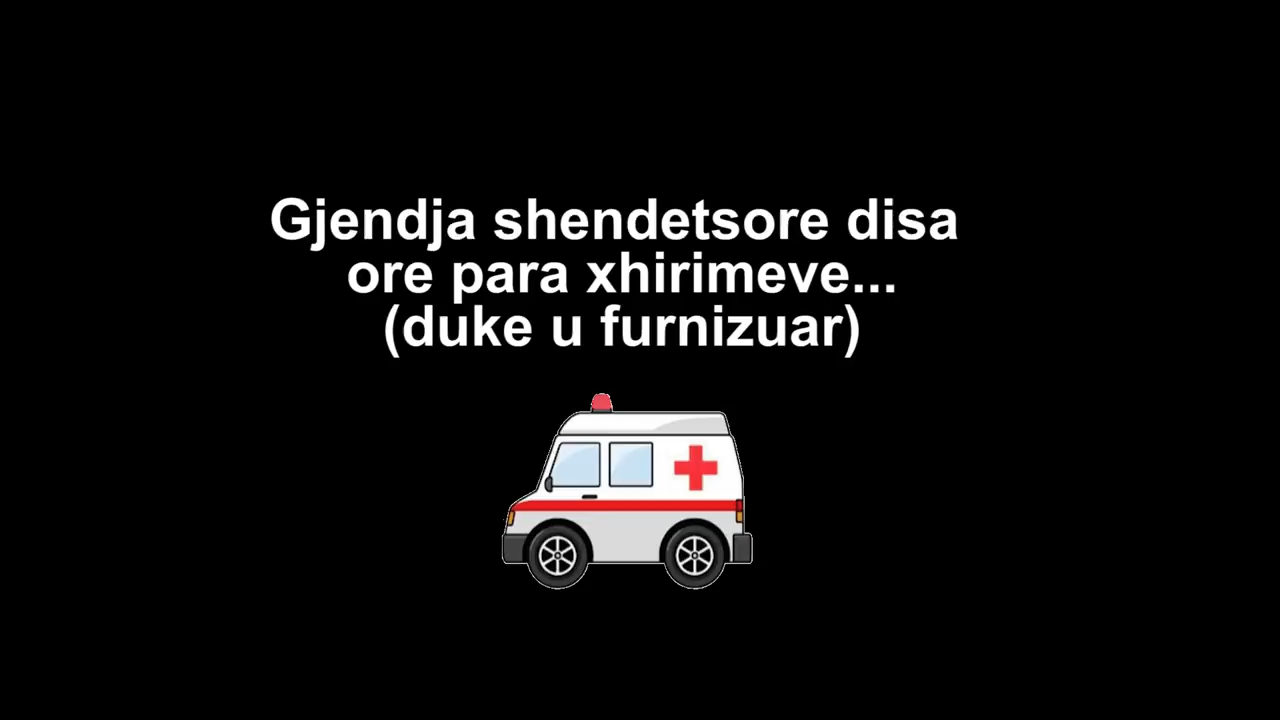 Gjendja shendetsore disa
ore para xhirimeve...
(duke u furnizuar)